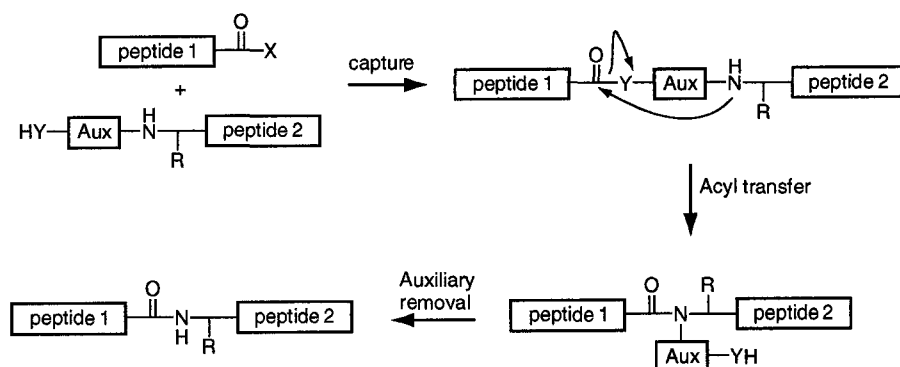 O
peptide 1 X
+
HY Aux H N R peptide 2
capture
peptide 1 O Y Aux H N R peptide 2
Acyl transfer
peptide 1 O N R peptide 2
Aux YH
Auxiliary
removal
peptide 1 O N H R peptide 2